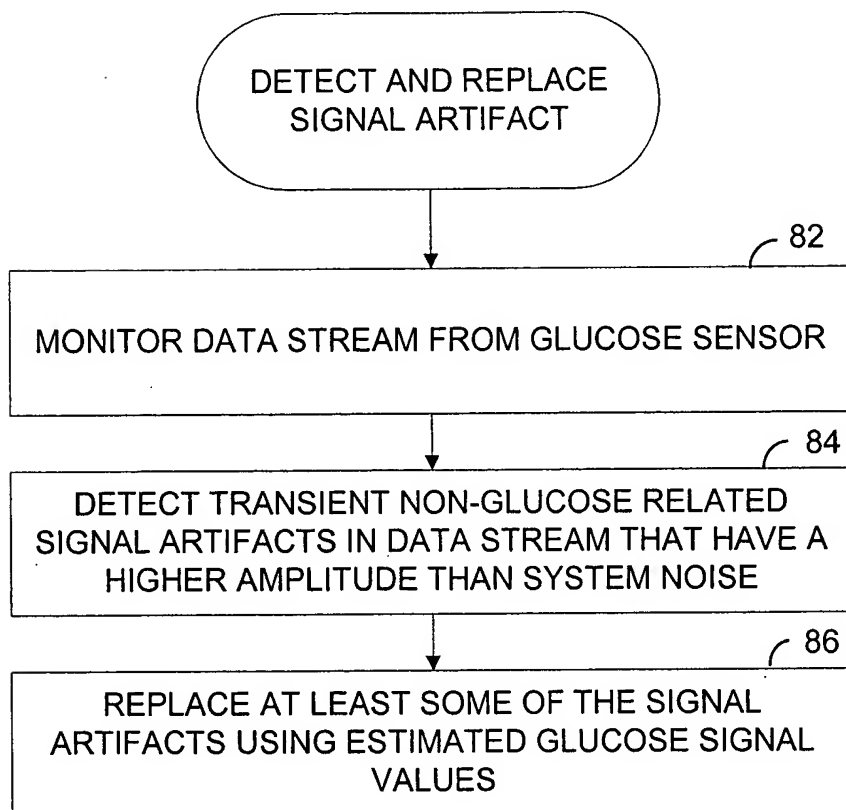 DETECT AND REPLACE
SIGNAL ARTIFACT
82
MONITOR DATA STREAM FROM GLUCOSE SENSOR
84
DETECT TRANSIENT NON-GLUCOSE RELATED
SIGNAL ARTIFACTS IN DATA STREAM THAT HAVE A
HIGHER AMPLITUDE THAN SYSTEM NOISE
86
REPLACE AT LEAST SOME OF THE SIGNAL
ARTIFACTS USING ESTIMATED GLUCOSE SIGNAL
VALUES